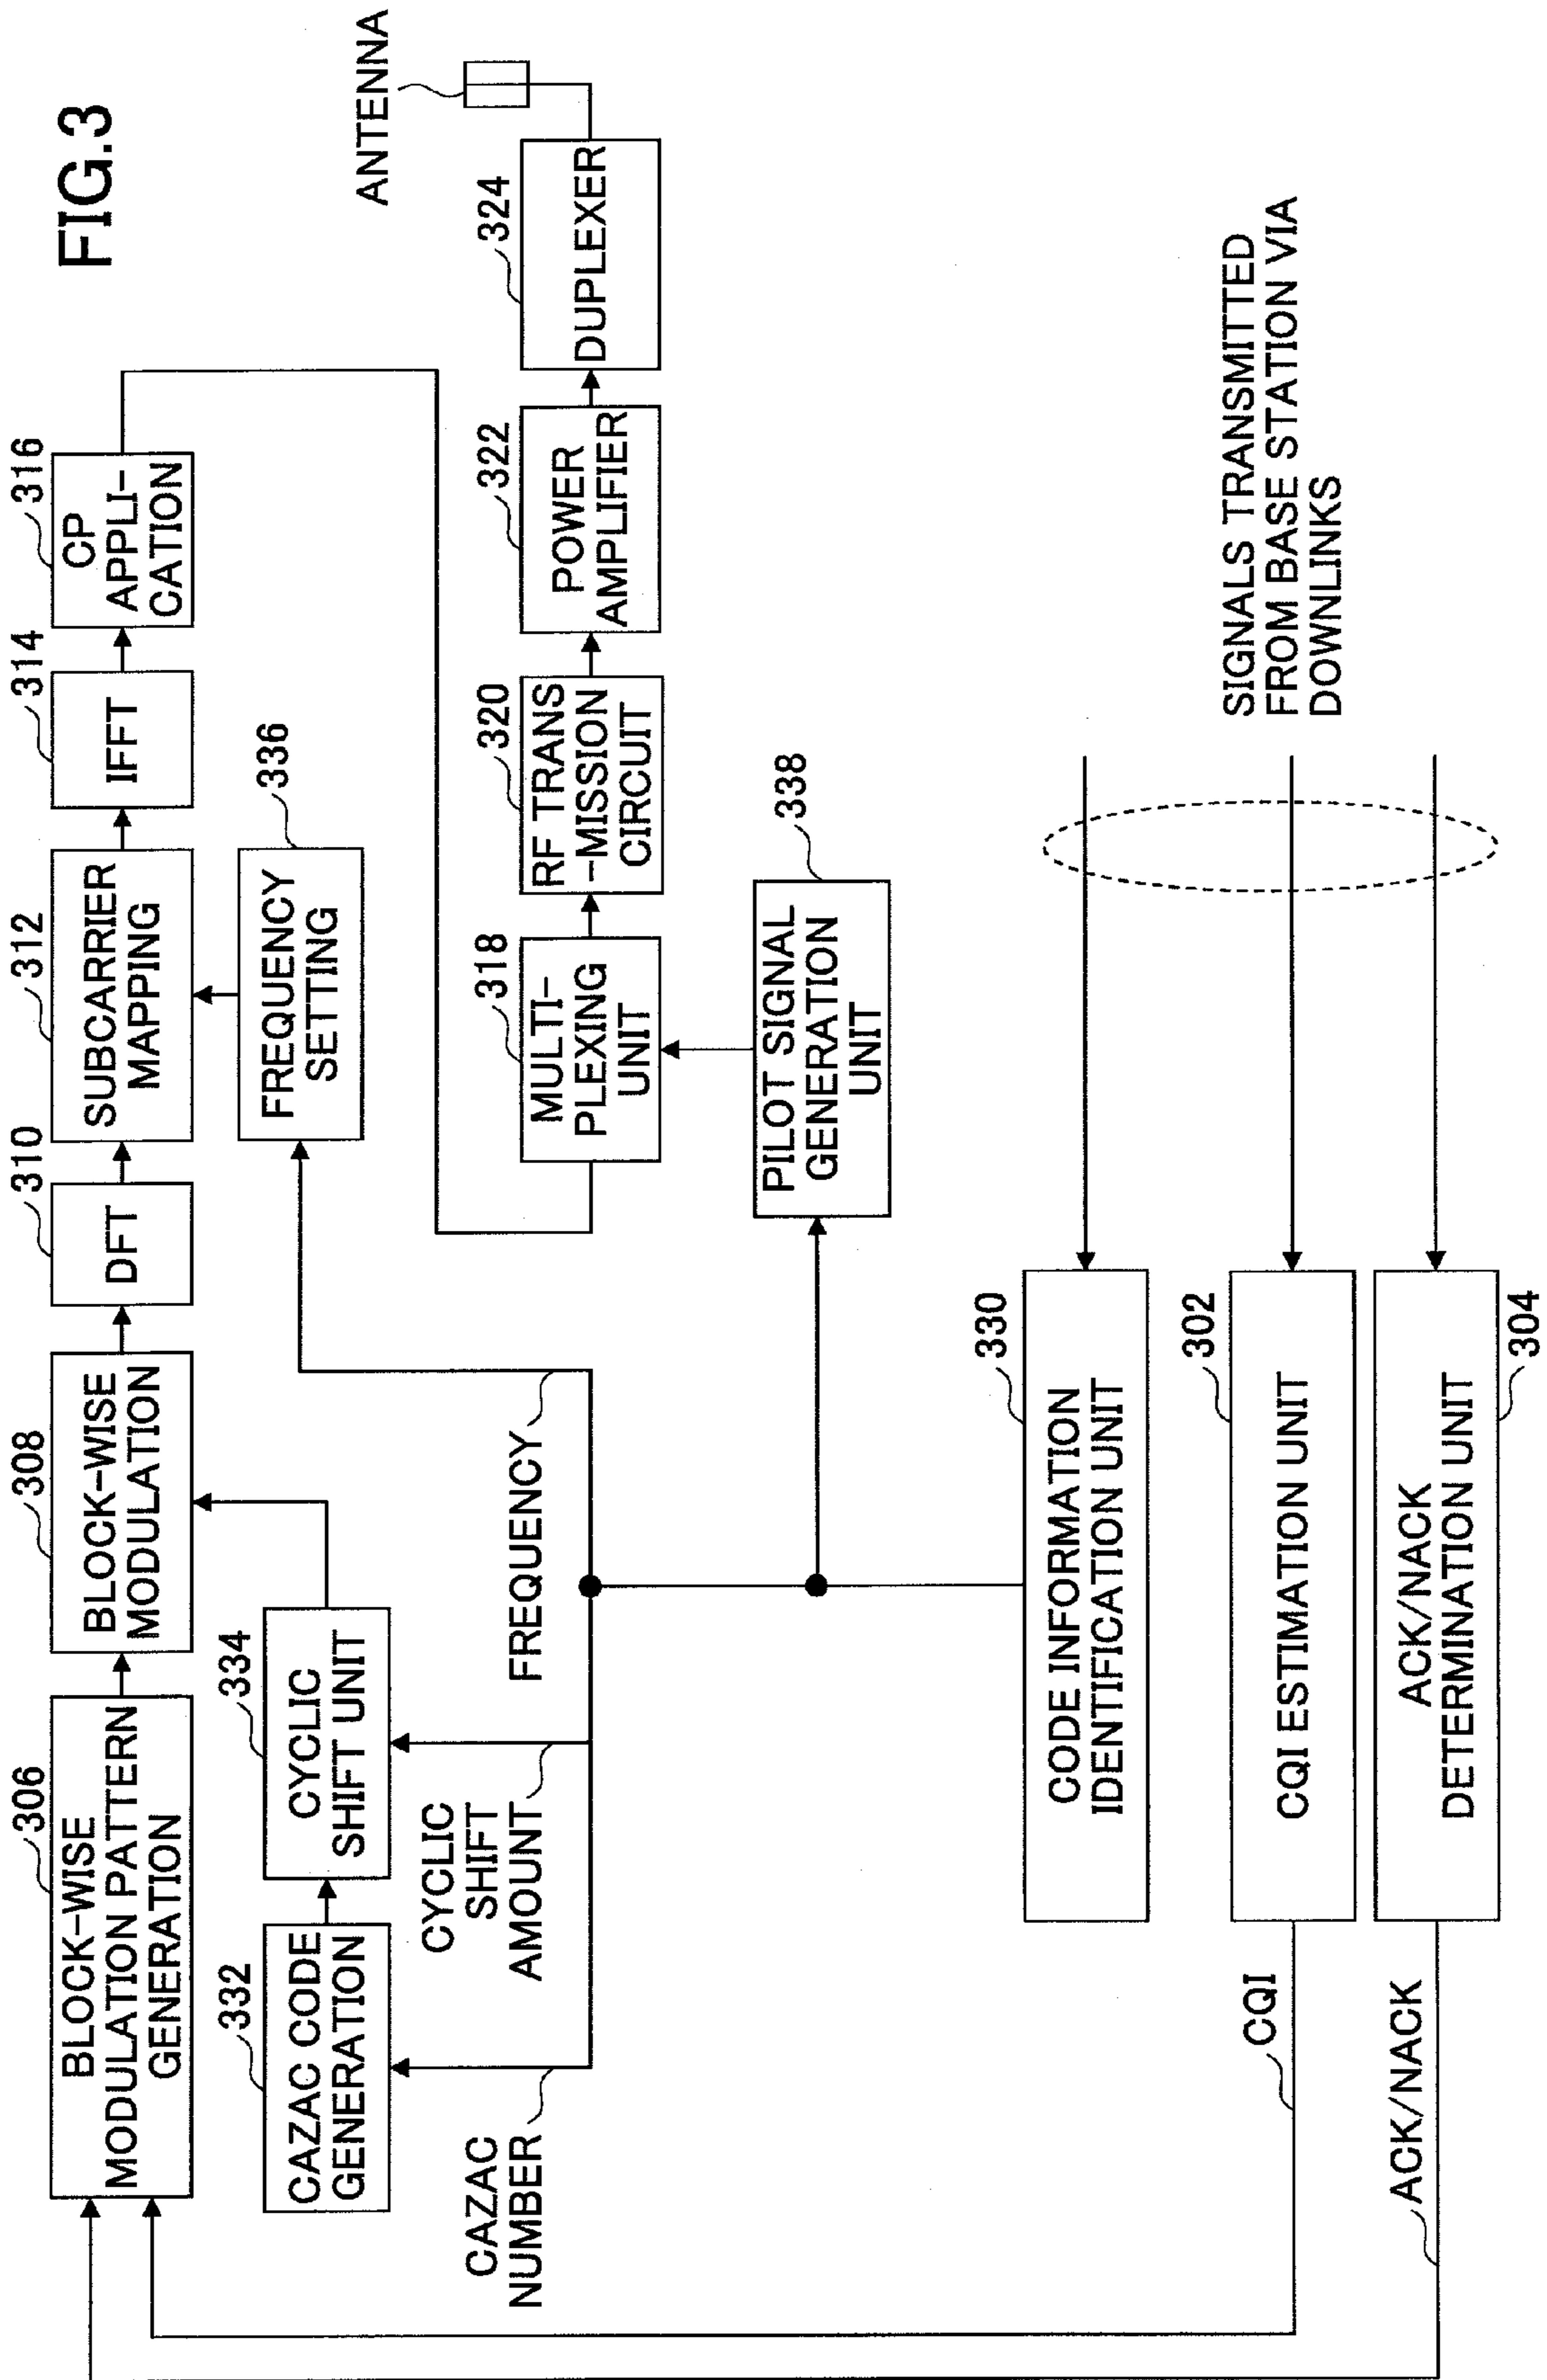 FIG.3
306
BLOCK-WISE
MODULATION PATTERN
GENERATION
308
BLOCK-WISE
MODULATION
310
DFT
312
SUBCARRIER
MAPPING
314
IFFT
316
CP
APPLI-
CATION
332
CAZAC CODE
GENERATION
334
CYCLIC
SHIFT UNIT
336
FREQUENCY
SETTING
ANTENNA
CAZAC
NUMBER
CYCLIC
SHIFT
AMOUNT
FREQUENCY
318
MULTI-
PLEXING
UNIT
320
RF TRANS
-MISSION
CIRCUIT
322
POWER
AMPLIFIER
324
DUPLEXER
338
PILOT SIGNAL
GENERATION
UNIT
330
CODE INFORMATION
IDENTIFICATION UNIT
302
CQI ESTIMATION UNIT
CQI
304
ACK/NACK
DETERMINATION UNIT
ACK/NACK
SIGNALS TRANSMITTED
FROM BASE STATION VIA
DOWNLINKS